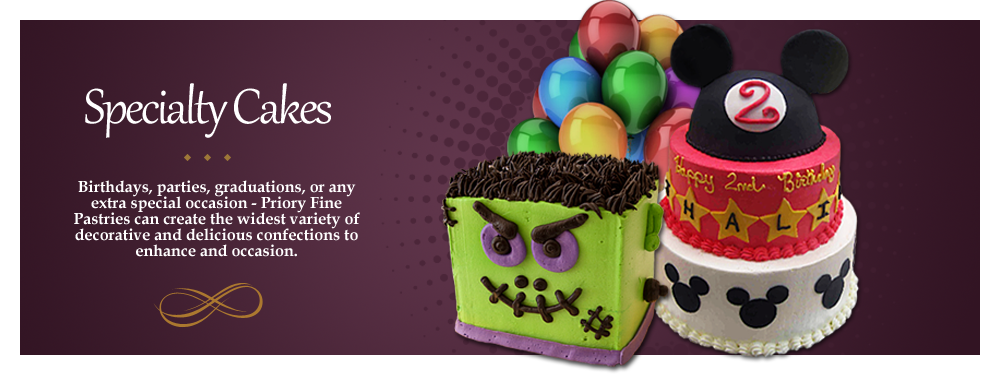 Specialty Cakes
Birthdays, parties, graduations, or any
extra special occasion - Priory Fine
Pastries can create the widest variety of
decorative and delicious confections to
enhance and occasion.
2
Happy 2nd Birthday
HALI